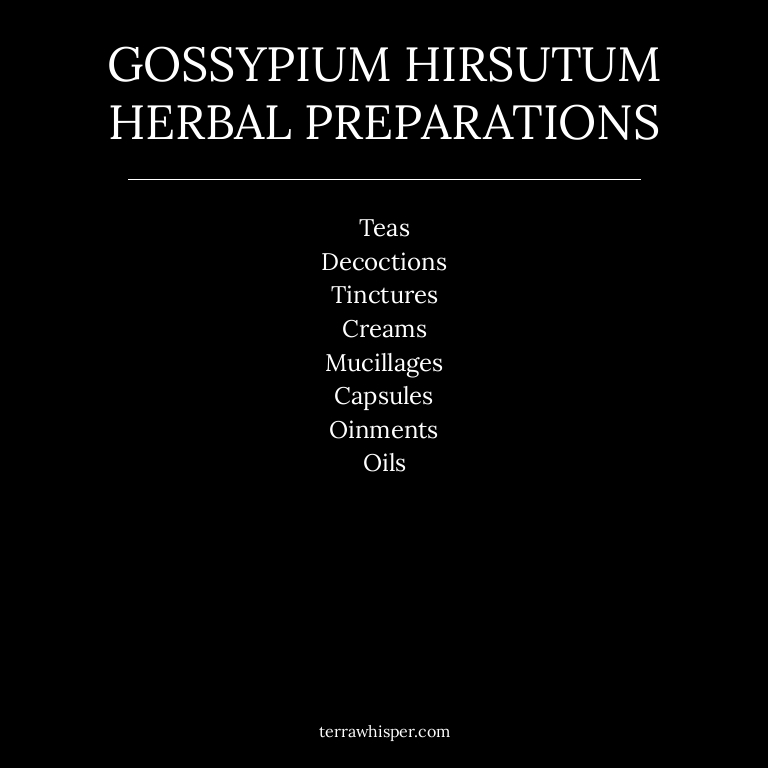 GOSSYPIUM HIRSUTUM
HERBAL PREPARATIONS
Teas
Decoctions
Tinctures
Creams
Mucillages
Capsules
Oinments
Oils
terrawhisper.com